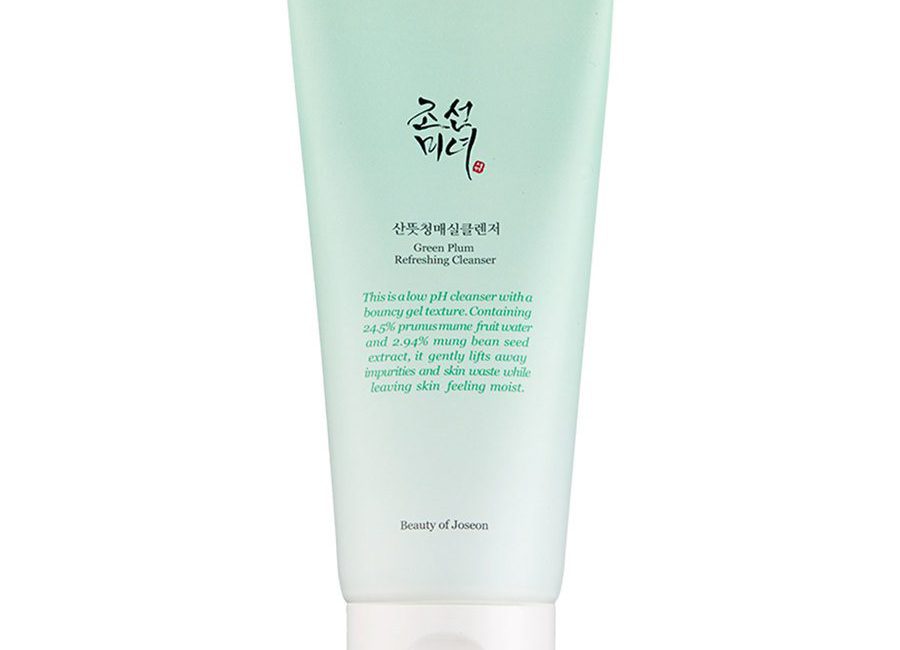 조선
미녀
산뜻청매실클렌저
Green Plum
Refreshing Cleanser
This is a low pH cleanser with a
bouncy gel texture. Containing
24.5% prunus mume fruit water
and 2.94% mung bean seed
extract, it gently lifts away
impurities and skin waste while
leaving skin feeling moist.
Beauty of Joseon